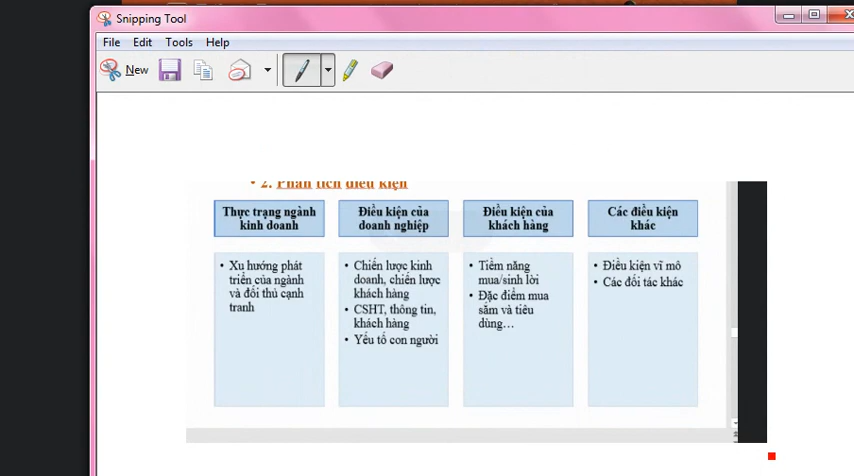 Snipping Tool
File Edit Tools Help
New
• 2. Phân tích điều kiện
Thực trạng ngành
kinh doanh
• Xu hướng phát
triển của ngành
và đối thủ cạnh
tranh
Điều kiện của
doanh nghiệp
• Chiến lược kinh
doanh, chiến lược
khách hàng
• CSHT, thông tin,
khách hàng
• Yếu tố con người
Điều kiện của
khách hàng
• Tiềm năng
mua/sinh lời
• Đặc điểm mua
sắm và tiêu
dùng…
Các điều kiện
khác
• Điều kiện vĩ mô
• Các đối tác khác